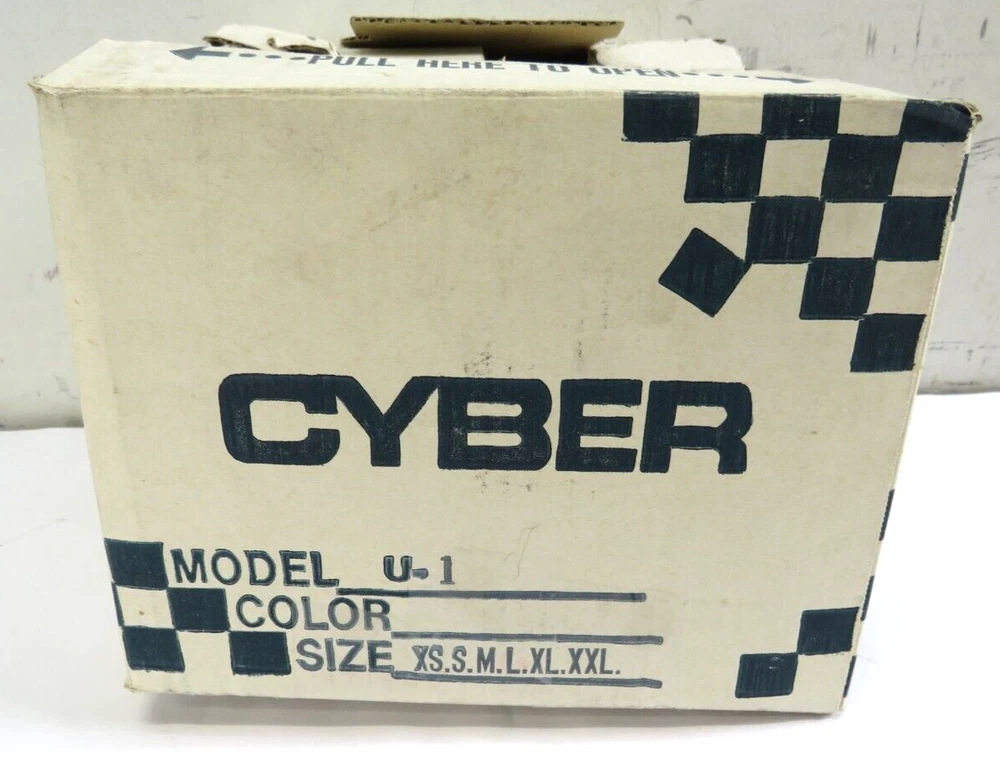 PULL HERE TO OPEN
CYBER
MODEL U-1
COLOR
SIZE XS.S.M.L.XL.XXL.